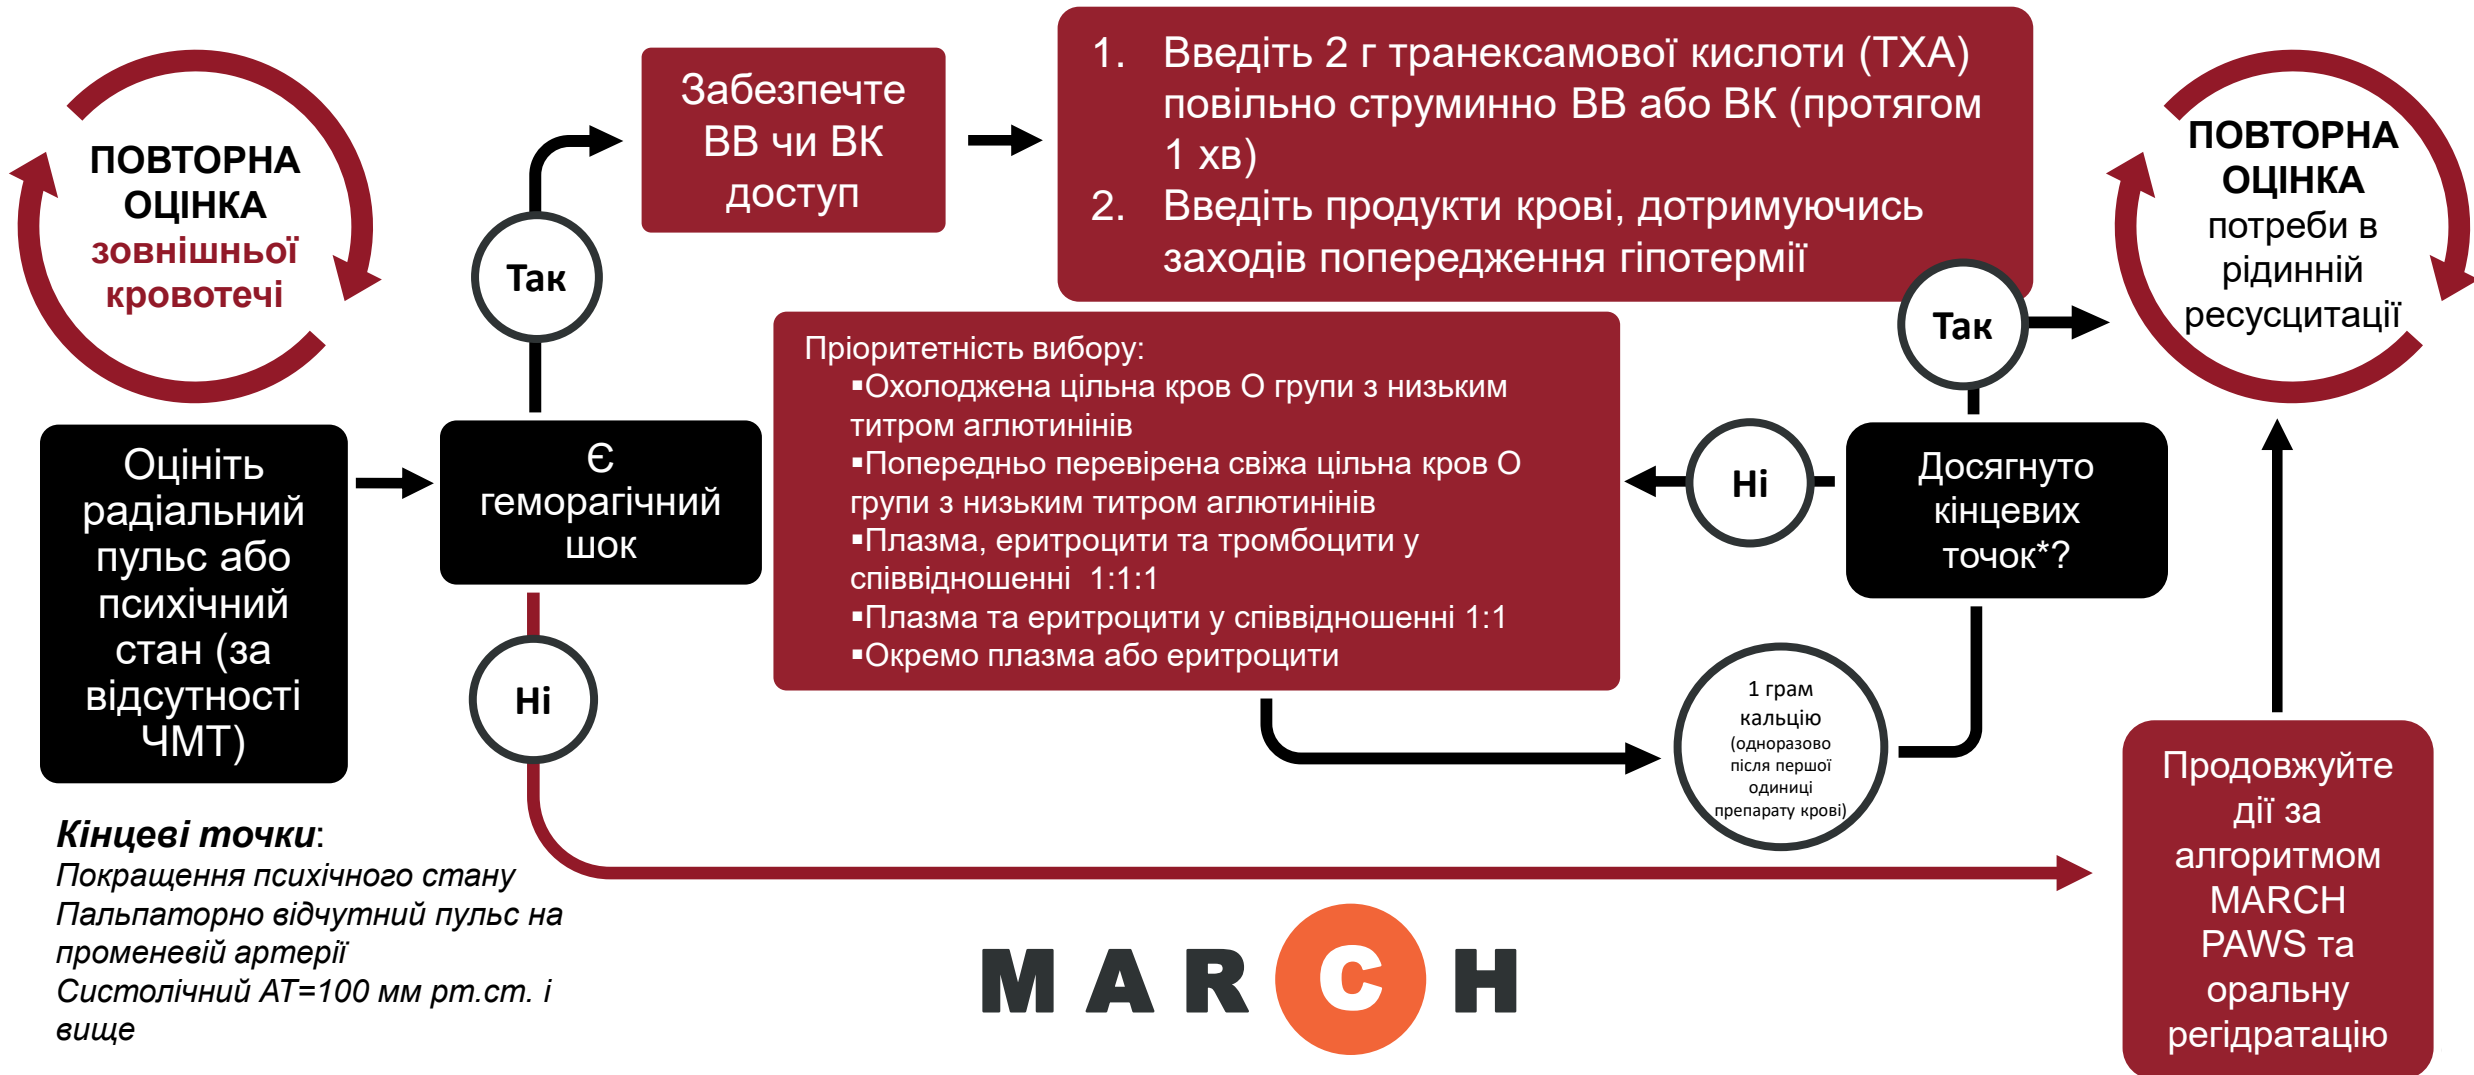 ПОВТОРНА
ОЦІНКА
зовнішньої
кровотечі
Оцініть
радіальний
пульс або
психічний
стан (за
відсутності
ЧМТ)
Є
геморагічний
шок
Так
Забезпечте
ВВ чи ВК
доступ
1. Введіть 2 г транексамової кислоти (ТХА)
повільно струминно ВВ або ВК (протягом
1 хв)
2. Введіть продукти крові, дотримуючись
заходів попередження гіпотермії
Пріоритетність вибору:
▪Охолоджена цільна кров О групи з низьким
титром аглютинінів
▪Попередньо перевірена свіжа цільна кров О
групи з низьким титром аглютинінів
▪Плазма, еритроцити та тромбоцити у
співвідношенні 1:1:1
▪Плазма та еритроцити у співвідношенні 1:1
▪Окремо плазма або еритроцити
1 грам
кальцію
(одноразово
після першої
одиниці
препарату крові)
Досягнуто
кінцевих
точок*?
Ні
Так
ПОВТОРНА
ОЦІНКА
потреби в
рідинній
ресусцитації
Ні
Продовжуйте
дії за
алгоритмом
MARCH
PAWS та
оральну
регідратацію
Кінцеві точки:
Покращення психічного стану
Пальпаторно відчутний пульс на
променевій артерії
Систолічний АТ=100 мм рт.ст. і
вище
M A R C H